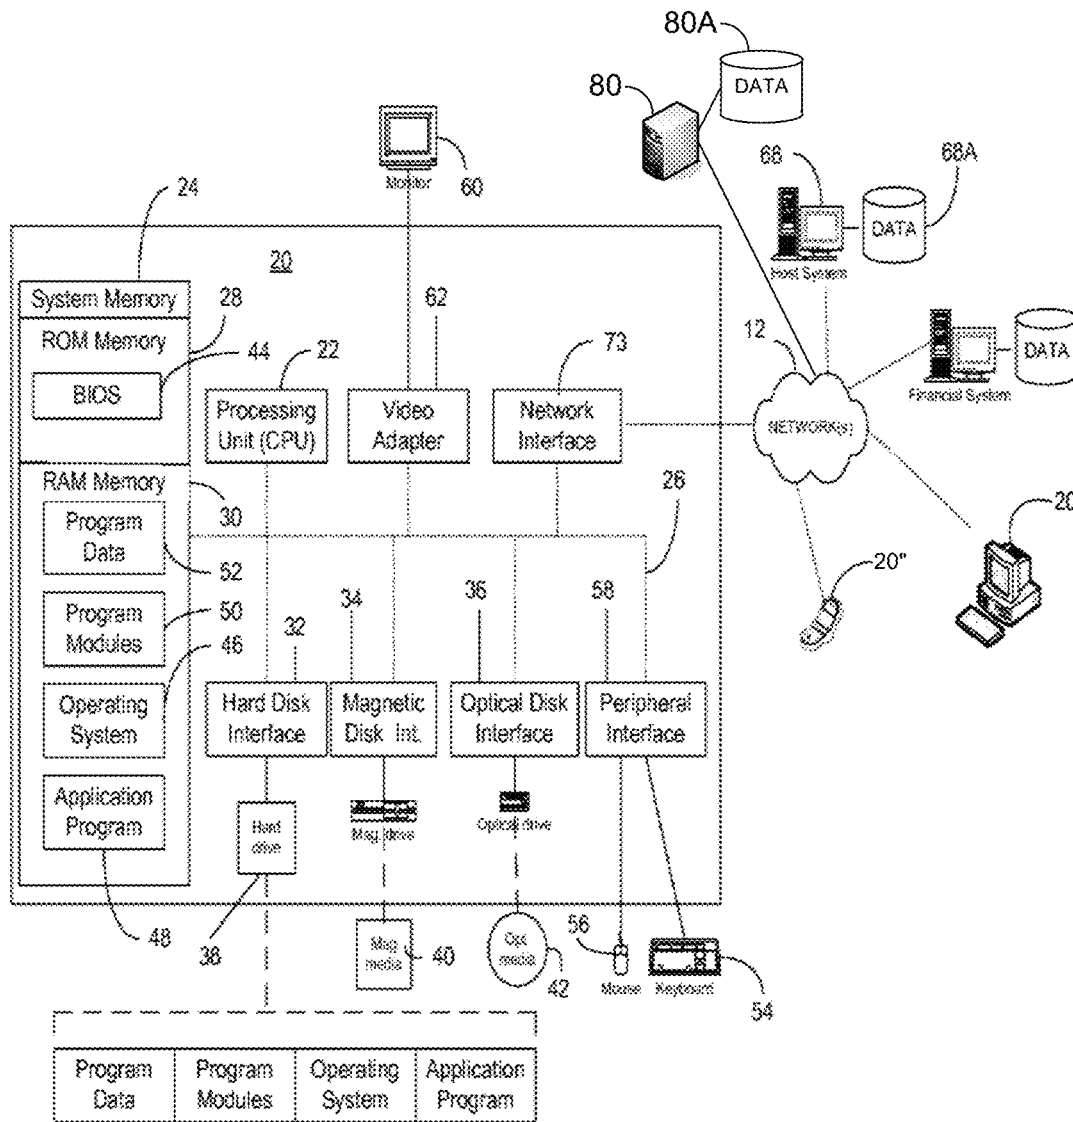 80A
80
DATA
68
68A
DATA
Host System
60
Monitor
24
20
System Memory
28
ROM Memory
44
BIOS
22
Processing
Unit (CPU)
62
Video
Adapter
73
Network
Interface
12
NETWORK(s)
DATA
Financial System
RAM Memory
30
26
Program
Data
52
20"
20
50
Program
Modules
46
Operating
System
32
34
36
58
Hard Disk
Interface
Magnetic
Disk Int.
Optical Disk
Interface
Peripheral
Interface
Application
Program
48
Hard
drive
38
Mag. drive
Optical drive
Mag
media
40
Opt.
media
42
56
Mouse
Keyboard
54
Program
Data
Program
Modules
Operating
System
Application
Program